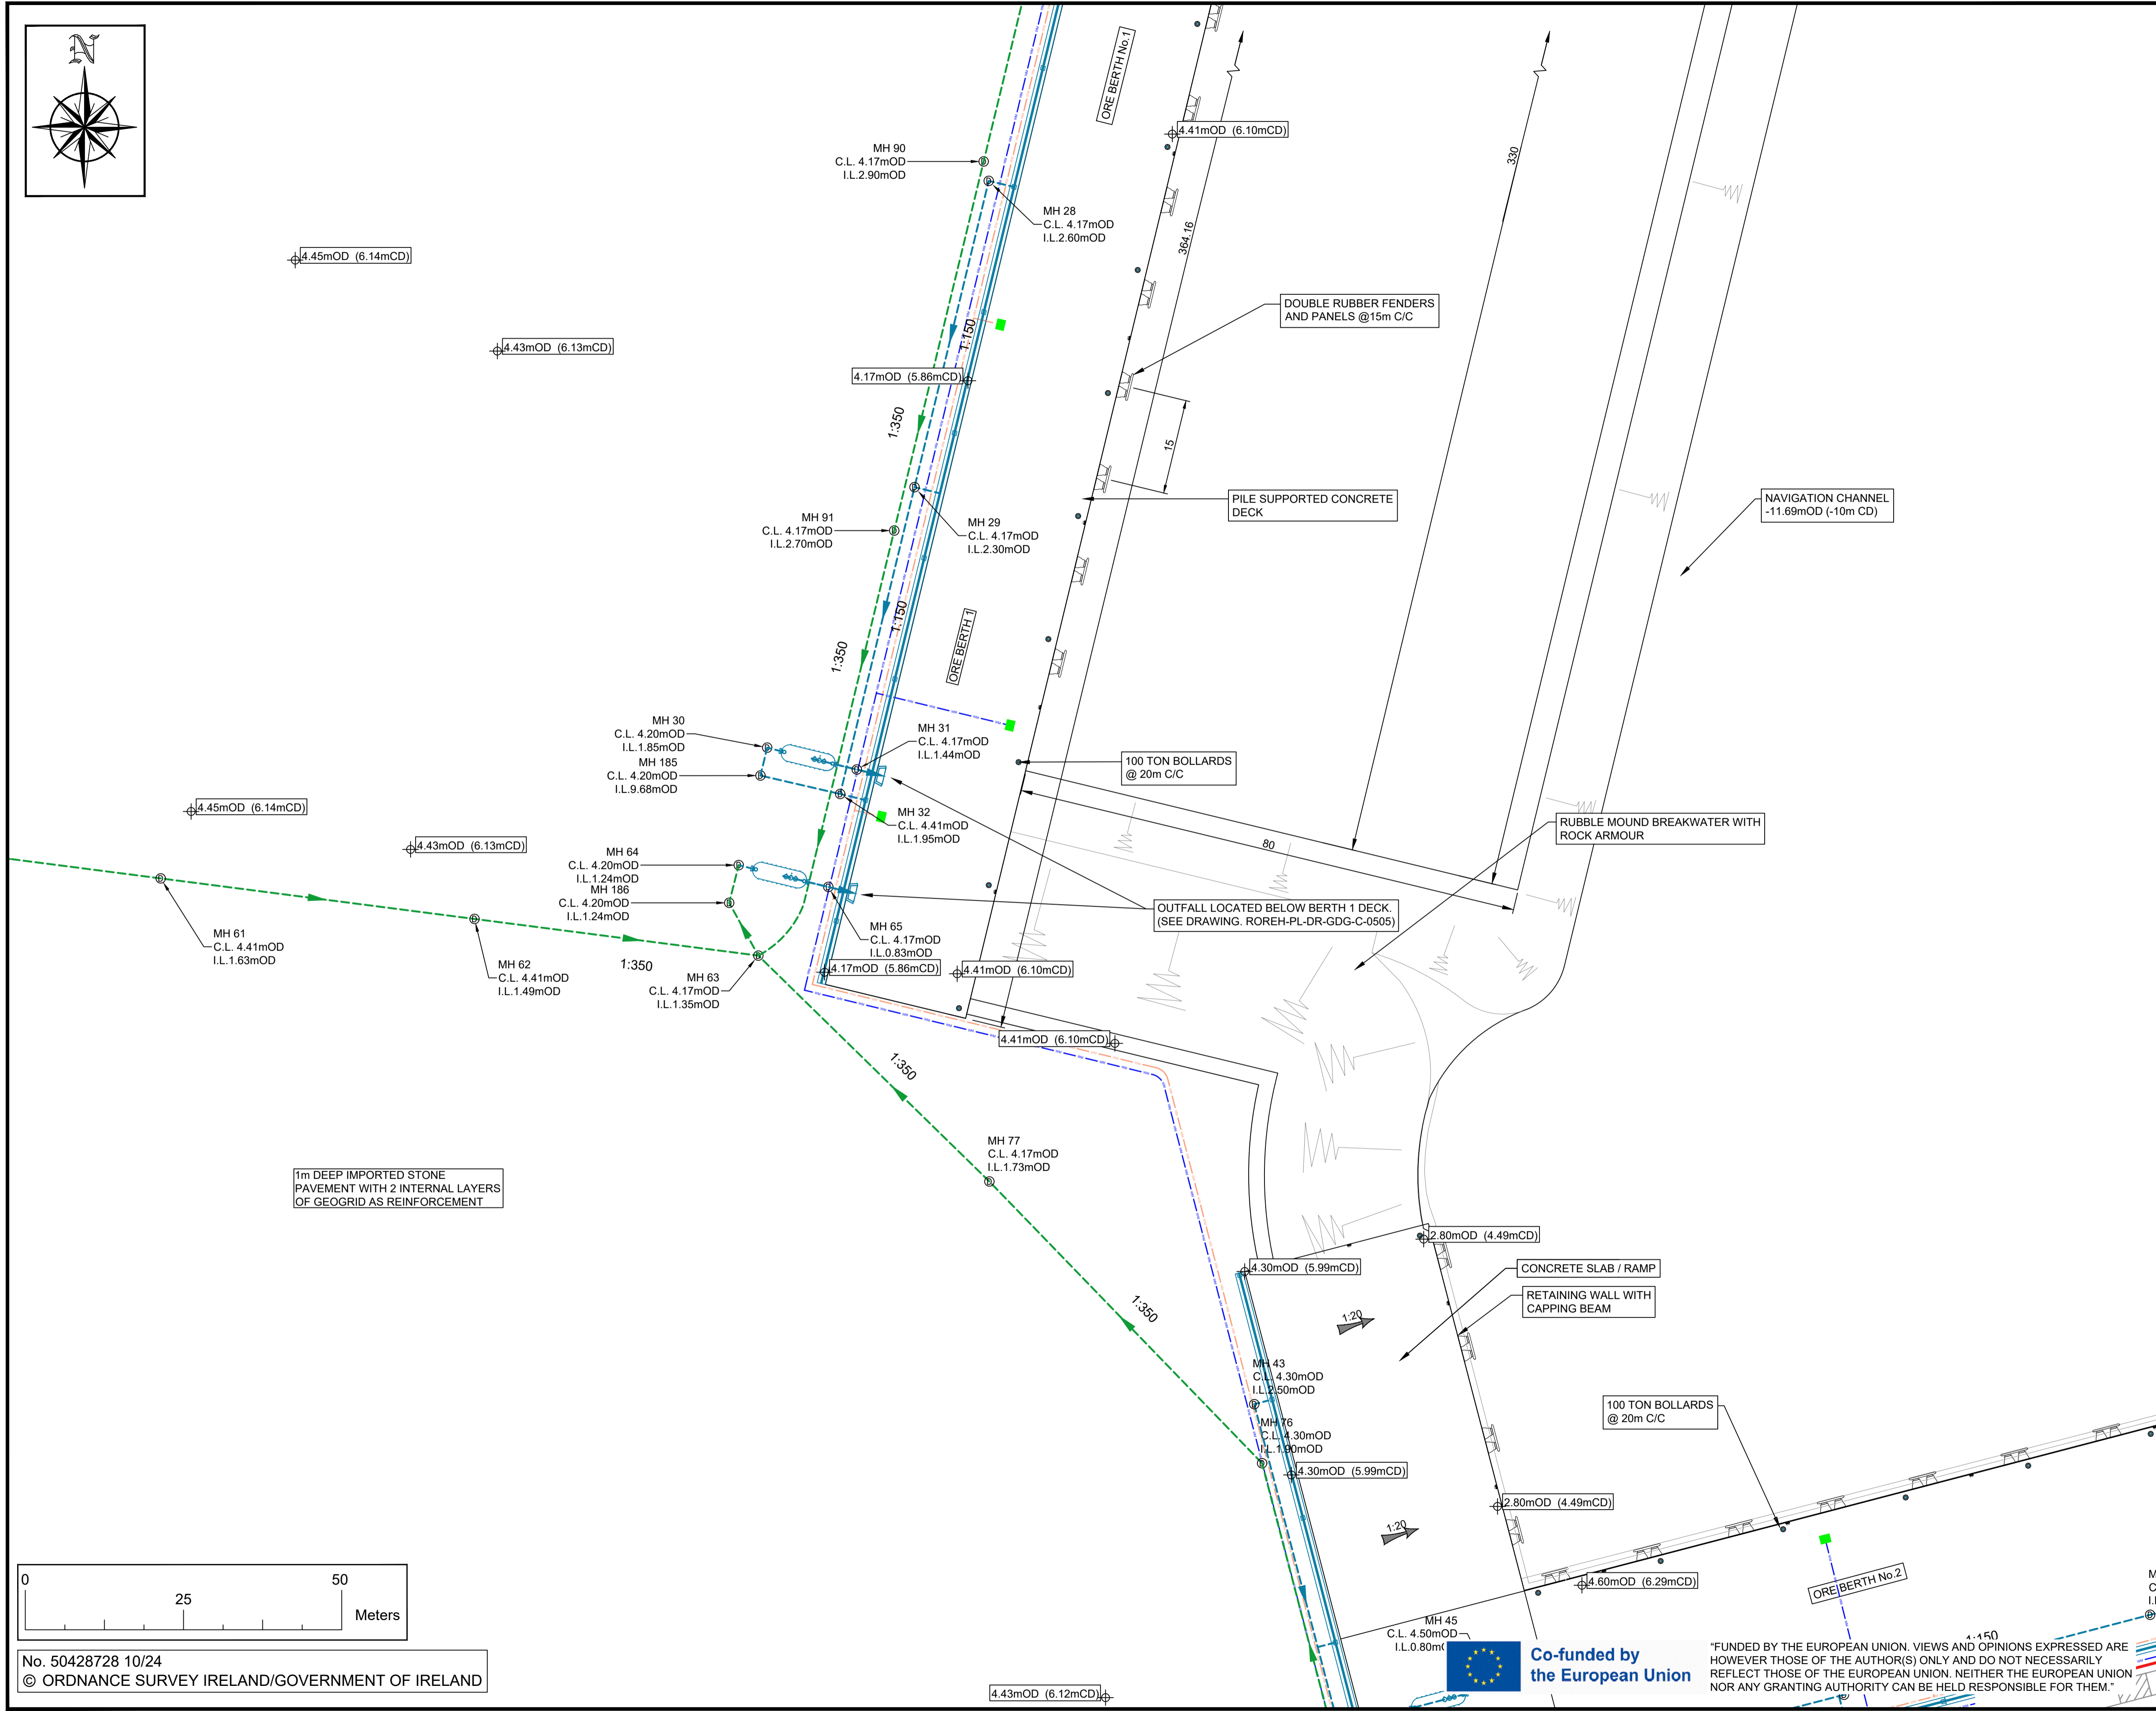 N
ORE BERTH No.1
4.41mOD (6.10mCD)
MH 90
C.L. 4.17mOD
I.L.2.90mOD
330
MH 28
C.L. 4.17mOD
I.L.2.60mOD
364.16
4.45mOD (6.14mCD)
DOUBLE RUBBER FENDERS
AND PANELS @15m C/C
1:150
4.43mOD (6.13mCD)
4.17mOD (5.86mCD)
1:350
15
PILE SUPPORTED CONCRETE
DECK
NAVIGATION CHANNEL
-11.69mOD (-10m CD)
MH 91
C.L. 4.17mOD
I.L.2.70mOD
MH 29
C.L. 4.17mOD
I.L.2.30mOD
1:150
1:350
ORE BERTH 1
MH 30
C.L. 4.20mOD
I.L.1.85mOD
MH 185
C.L. 4.20mOD
I.L.9.68mOD
MH 31
C.L. 4.17mOD
I.L.1.44mOD
100 TON BOLLARDS
@ 20m C/C
4.45mOD (6.14mCD)
MH 32
C.L. 4.41mOD
I.L.1.95mOD
RUBBLE MOUND BREAKWATER WITH
ROCK ARMOUR
80
4.43mOD (6.13mCD)
MH 64
C.L. 4.20mOD
I.L.1.24mOD
MH 186
C.L. 4.20mOD
I.L.1.24mOD
OUTFALL LOCATED BELOW BERTH 1 DECK.
(SEE DRAWING. ROREH-PL-DR-GDG-C-0505)
MH 61
C.L. 4.41mOD
I.L.1.63mOD
MH 65
C.L. 4.17mOD
I.L.0.83mOD
MH 62
C.L. 4.41mOD
I.L.1.49mOD
1:350
MH 63
C.L. 4.17mOD
I.L.1.35mOD
4.17mOD (5.86mCD)
4.41mOD (6.10mCD)
4.41mOD (6.10mCD)
1:350
MH 77
C.L. 4.17mOD
I.L.1.73mOD
1m DEEP IMPORTED STONE
PAVEMENT WITH 2 INTERNAL LAYERS
OF GEOGRID AS REINFORCEMENT
2.80mOD (4.49mCD)
4.30mOD (5.99mCD)
CONCRETE SLAB / RAMP
RETAINING WALL WITH
CAPPING BEAM
1:350
1:20
MH 43
C.L. 4.30mOD
I.L.2.50mOD
MH 76
C.L. 4.30mOD
I.L.1.90mOD
100 TON BOLLARDS
@ 20m C/C
4.30mOD (5.99mCD)
2.80mOD (4.49mCD)
1:20
4.60mOD (6.29mCD)
ORE BERTH No.2
0 25 50
Meters
MH 45
C.L. 4.50mOD
1:150
No. 50428728 10/24
© ORDNANCE SURVEY IRELAND/GOVERNMENT OF IRELAND
4.43mOD (6.12mCD)
Co-funded by
the European Union
"FUNDED BY THE EUROPEAN UNION. VIEWS AND OPINIONS EXPRESSED ARE
HOWEVER THOSE OF THE AUTHOR(S) ONLY AND DO NOT NECESSARILY
REFLECT THOSE OF THE EUROPEAN UNION. NEITHER THE EUROPEAN UNION
NOR ANY GRANTING AUTHORITY CAN BE HELD RESPONSIBLE FOR THEM."